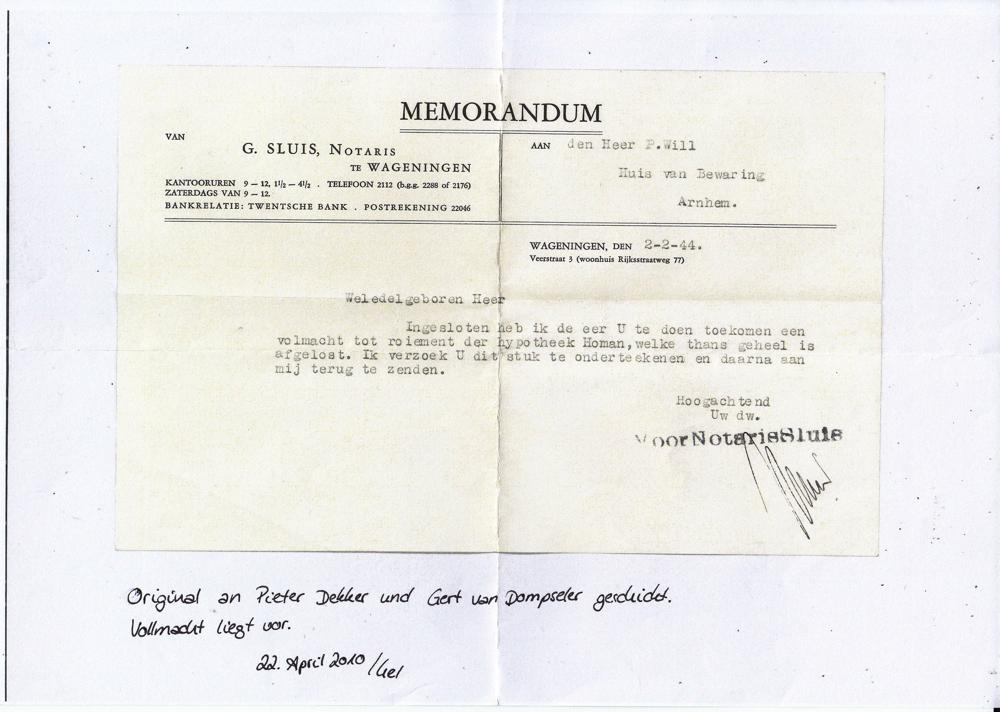 MEMORANDUM
VAN
G. SLUIS, NOTARIS
TE WAGENINGEN
KANTOORUREN 9 — 12, 1½ — 4½ . TELEFOON 2112 (b.g.g. 2288 of 2176)
ZATERDAGS VAN 9 — 12.
BANKRELATIE: TWENTSCHE BANK . POSTREKENING 22046
AAN den Heer P.Will
Huis van Bewaring
Arnhem.
WAGENINGEN, DEN 2-2-44.
Veerstraat 3 (woonhuis Rijksstraatweg 77)
Weledelgeboren Heer
Ingesloten heb ik de eer U te doen toekomen een
volmacht tot roiement der hypotheek Homan,welke thans geheel is
afgelost. Ik verzoek U dit stuk te onderteekenen en daarna aan
mij terug te zenden.
Hoogachtend
Uw dw.
Voor Notaris Sluis
Original an Pieter Dekker und Gert van Dompseler geschickt.
Vollmacht liegt vor.
22. April 2010